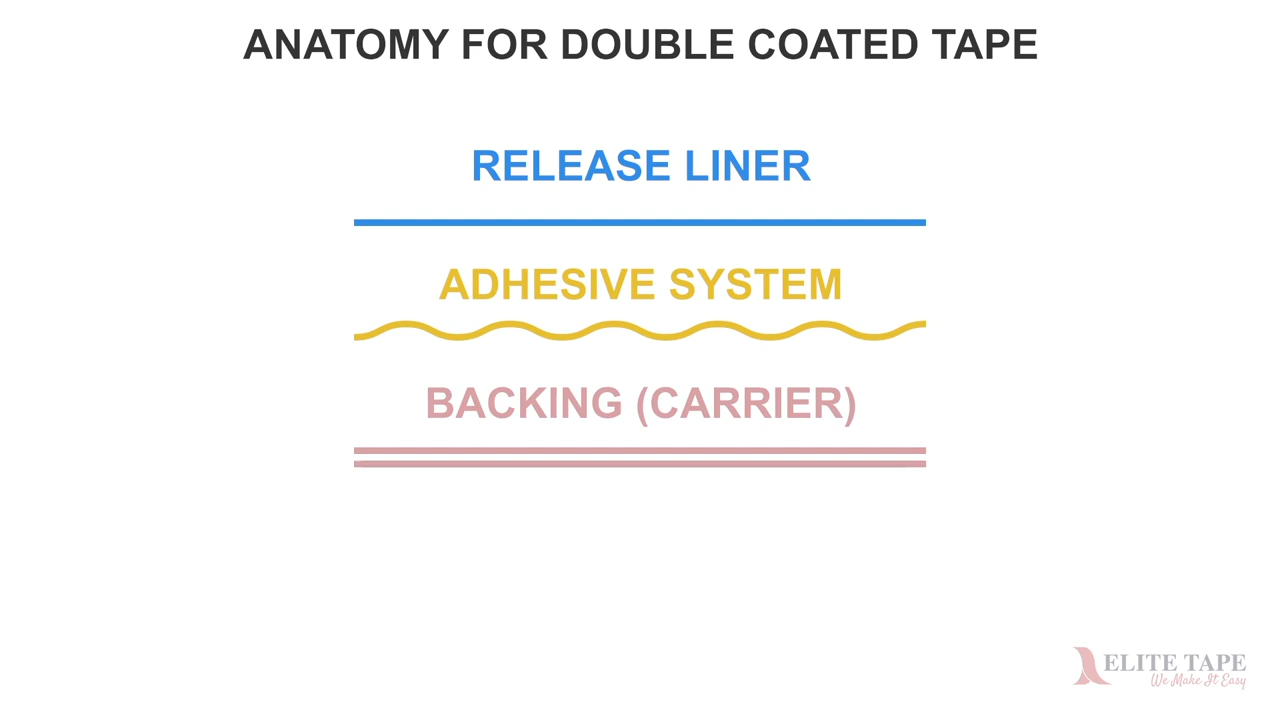 ANATOMY FOR DOUBLE COATED TAPE
RELEASE LINER
ADHESIVE SYSTEM
BACKING (CARRIER)
ELITE TAPE
We Make It Easy